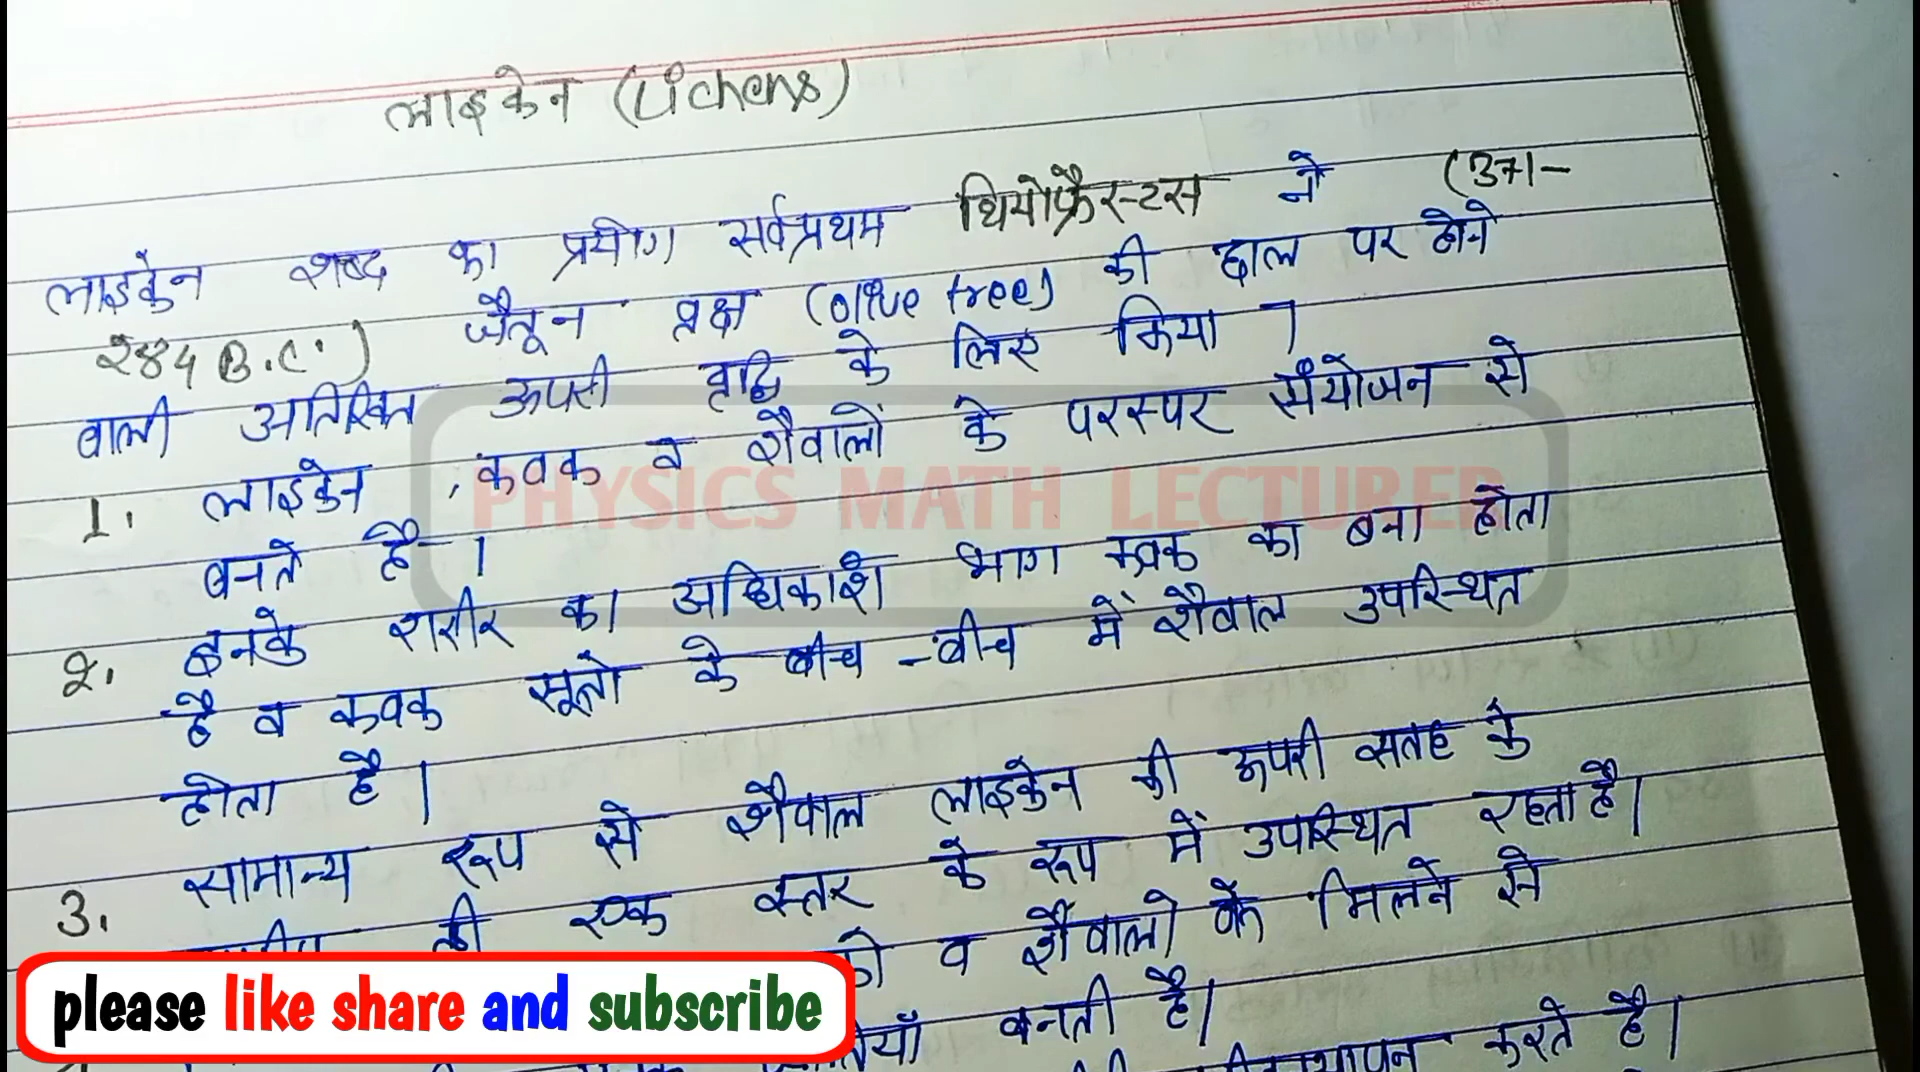 लाइकेन (Lichens)
लाइकेन शब्द का प्रयोग सर्वप्रथम थियोफ्रैस्टस ने (371-
284 B.C.) जैतून वृक्ष (olive tree) की छाल पर होने
वाली अतिरिक्त ऊपरी वृद्धि के लिए किया ।
1. लाइकेन , कवक व शैवालों के परस्पर संयोजन से
बनते है ।
2. इनके शरीर का अधिकाशं भाग कवक का बना होता
है व कवक सूतो के बीच - बीच में शैवाल उपस्थित
होता है ।
3. सामान्य रूप से शैवाल लाइकेन की ऊपरी सतह के
की एक स्तर के रूप में उपस्थित रहता है।
व शैवालो के मिलने से
बनती है।
करते है।
PHYSICS MATH LECTURER
please like share and subscribe